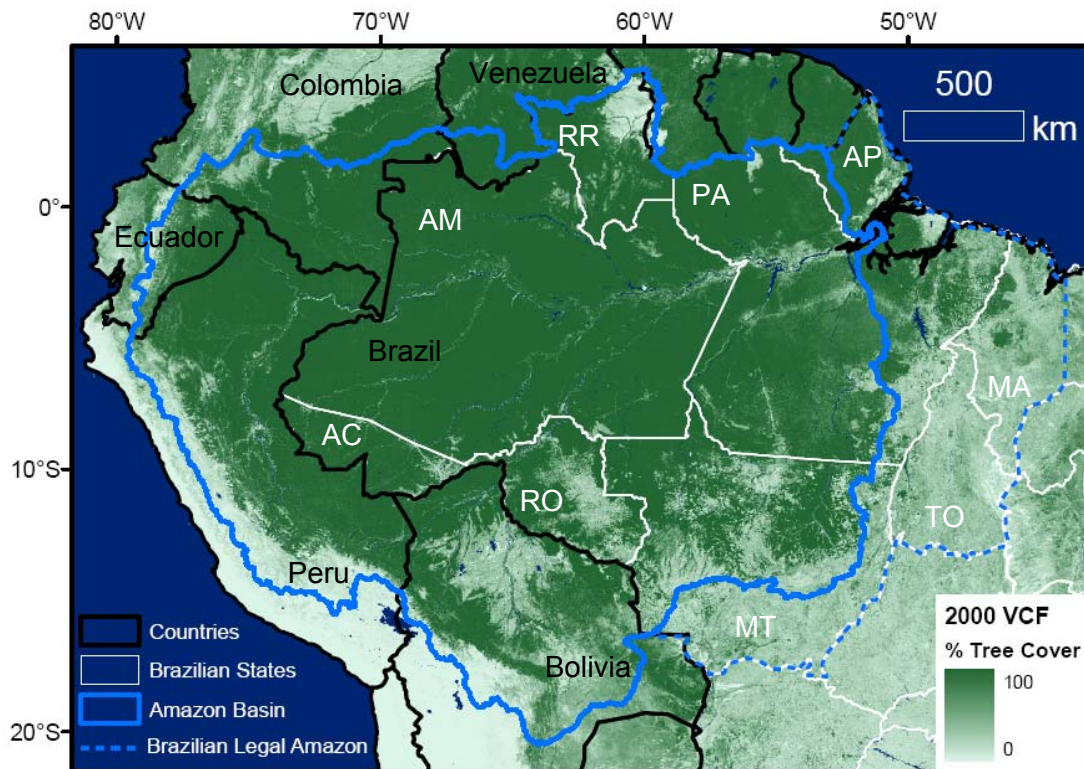 80°W 70°W 60°W 50°W
Colombia
Venezuela
500
km
RR
AP
PA
0°
AM
Ecuador
Brazil
MA
AC
10°S
RO
TO
Peru
MT
Bolivia
Countries
Brazilian States
Amazon Basin
Brazilian Legal Amazon
2000 VCF
% Tree Cover
100
0
20°S